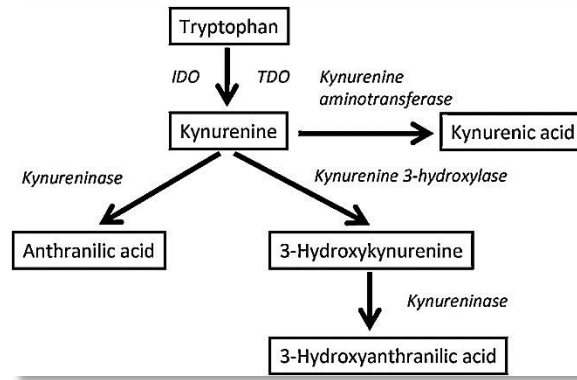 Tryptophan
IDO TDO Kynurenine
aminotransferase
Kynurenine Kynurenic acid
Kynureninase Kynurenine 3-hydroxylase
Anthranilic acid 3-Hydroxykynurenine
Kynureninase
3-Hydroxyanthranilic acid